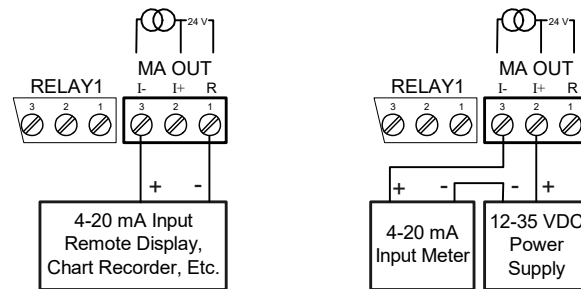 24 V
MA OUT
RELAY1
I- I+ R
3 2 1
3 2 1
+ -
4-20 mA Input
Remote Display,
Chart Recorder, Etc.
24 V
MA OUT
RELAY1
I- I+ R
3 2 1
3 2 1
+ - - +
4-20 mA
Input Meter
12-35 VDC
Power
Supply